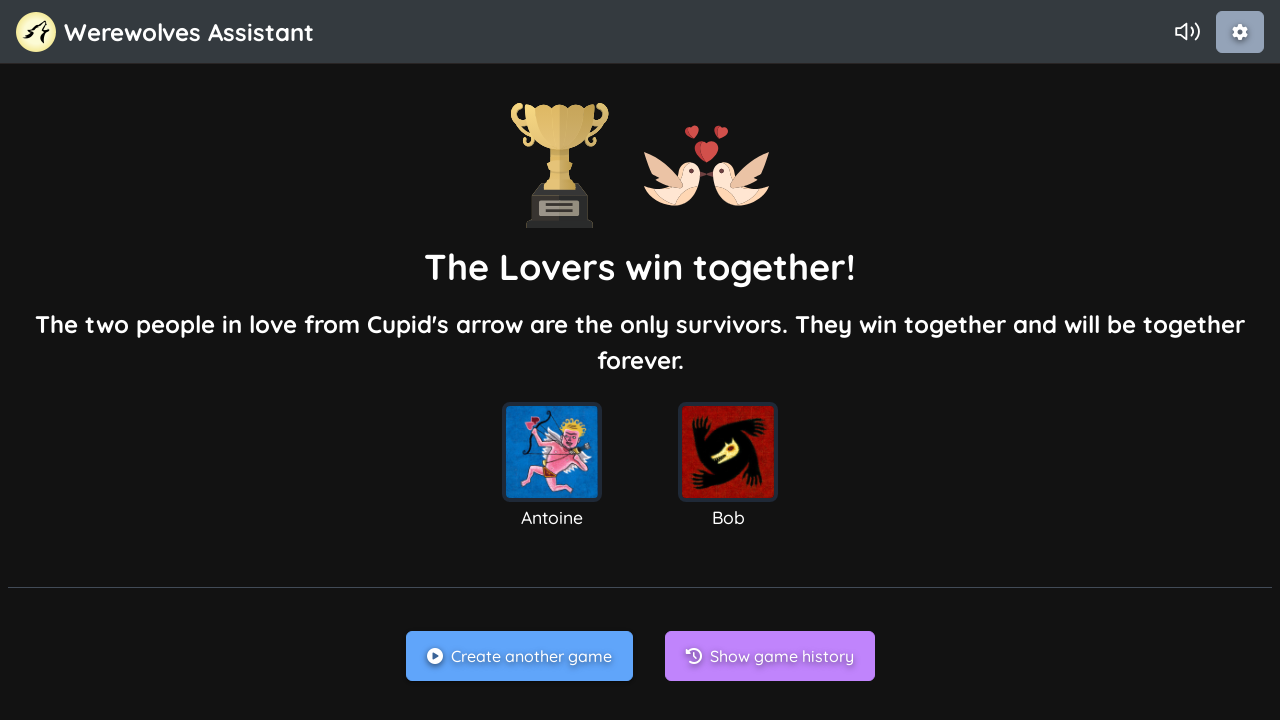 Werewolves Assistant
The Lovers win together!
The two people in love from Cupid's arrow are the only survivors. They win together and will be together
forever.
Antoine
Bob
Create another game
Show game history